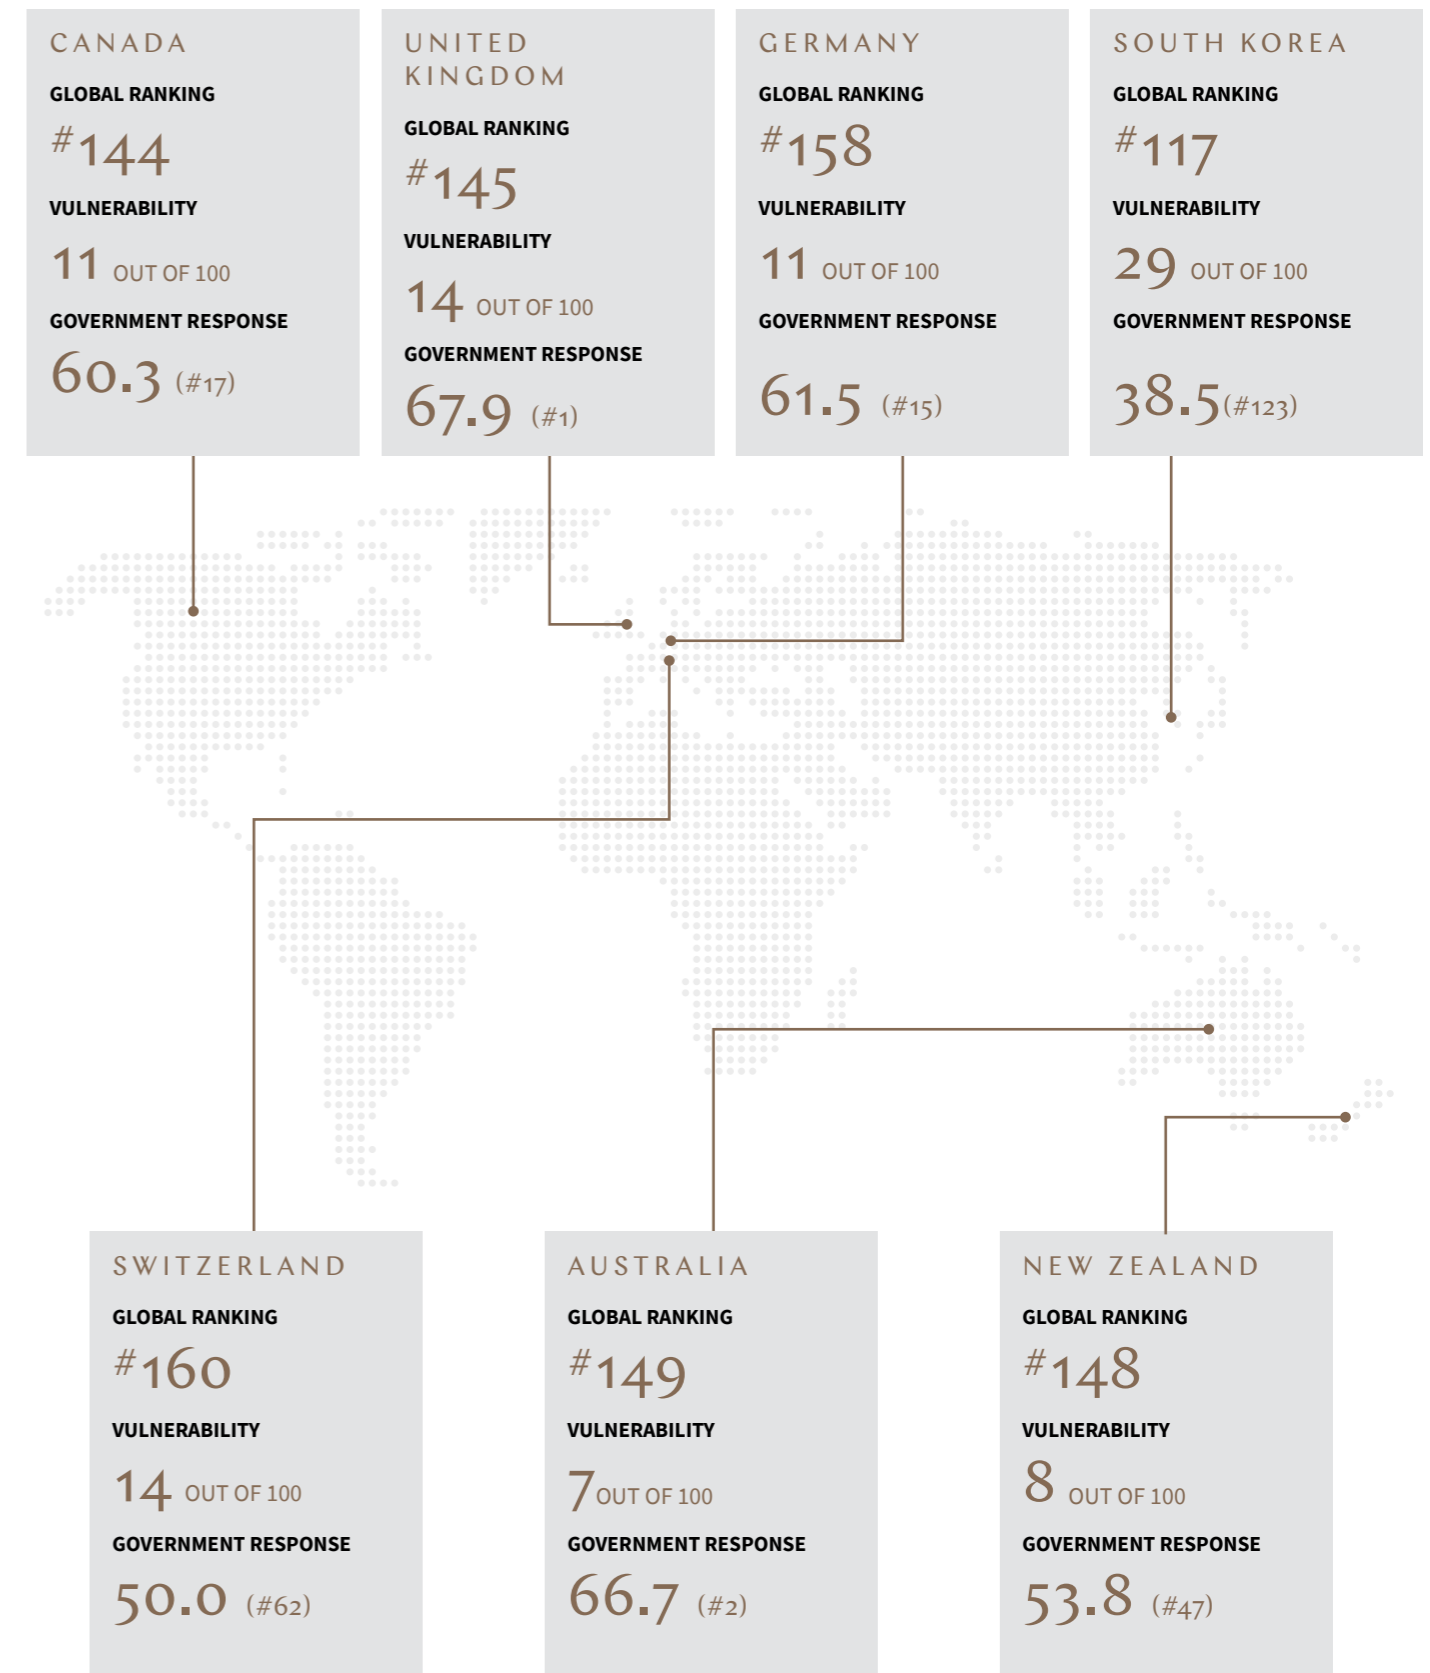 CANADA
GLOBAL RANKING
#144
VULNERABILITY
11 OUT OF 100
GOVERNMENT RESPONSE
60.3 (#17)
UNITED
KINGDOM
GLOBAL RANKING
#145
VULNERABILITY
14 OUT OF 100
GOVERNMENT RESPONSE
67.9 (#1)
GERMANY
GLOBAL RANKING
#158
VULNERABILITY
11 OUT OF 100
GOVERNMENT RESPONSE
61.5 (#15)
SOUTH KOREA
GLOBAL RANKING
#117
VULNERABILITY
29 OUT OF 100
GOVERNMENT RESPONSE
38.5(#123)
SWITZERLAND
GLOBAL RANKING
#160
VULNERABILITY
14 OUT OF 100
GOVERNMENT RESPONSE
50.0 (#62)
AUSTRALIA
GLOBAL RANKING
#149
VULNERABILITY
7 OUT OF 100
GOVERNMENT RESPONSE
66.7 (#2)
NEW ZEALAND
GLOBAL RANKING
#148
VULNERABILITY
8 OUT OF 100
GOVERNMENT RESPONSE
53.8 (#47)